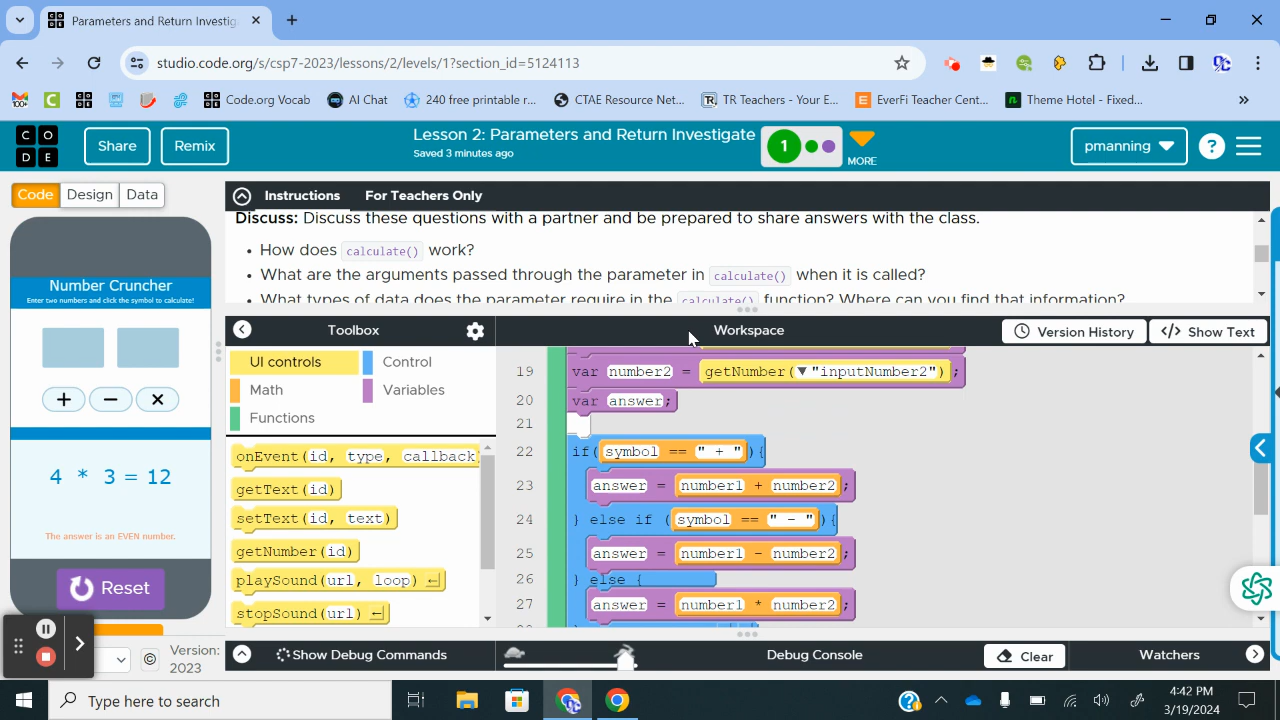 Parameters and Return Investig
studio.code.org/s/csp7-2023/lessons/2/levels/1?section_id=5124113
Code.org Vocab
AI Chat
240 free printable r...
CTAE Resource Net...
TR Teachers - Your E...
EverFi Teacher Cent...
Theme Hotel - Fixed...
C O
D E
Share
Remix
Lesson 2: Parameters and Return Investigate
Saved 3 minutes ago
1
MORE
pmanning
?
Code
Design
Data
Instructions
For Teachers Only
Discuss: Discuss these questions with a partner and be prepared to share answers with the class.
• How does calculate() work?
• What are the arguments passed through the parameter in calculate() when it is called?
• What types of data does the parameter require in the calculate() function? Where can you find that information?
Number Cruncher
Enter two numbers and click the symbol to calculate!
+
−
×
4 * 3 = 12
The answer is an EVEN number.
Reset
Version: 2023
Toolbox
Workspace
Version History
</> Show Text
UI controls
Control
Math
Variables
Functions
onEvent(id, type, callback
getText(id)
setText(id, text)
getNumber(id)
playSound(url, loop)
stopSound(url)
19 var number2 = getNumber(▼"inputNumber2");
20 var answer;
21
22 if(symbol == " + "){
23 answer = number1 + number2;
24 } else if (symbol == " - "){
25 answer = number1 - number2;
26 } else {
27 answer = number1 * number2;
Show Debug Commands
Debug Console
Clear
Watchers
Type here to search
4:42 PM
3/19/2024